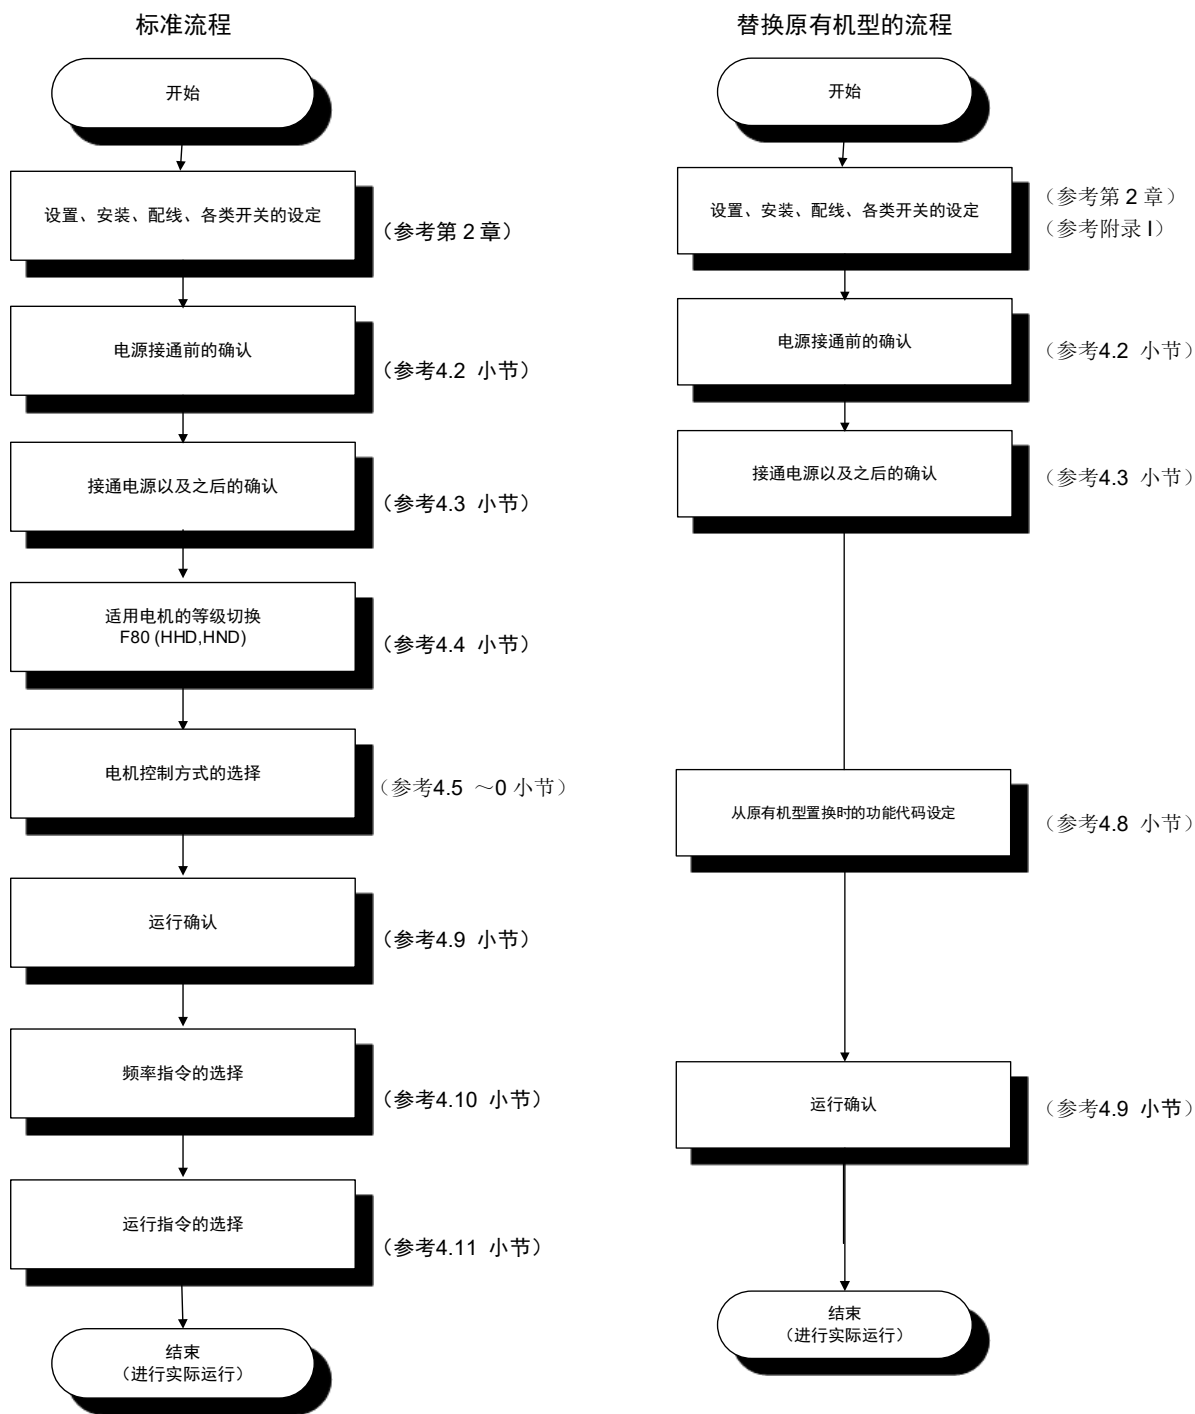 标准流程
开始
设置、安装、配线、各类开关的设定
（参考第 2 章）
电源接通前的确认
（参考4.2 小节）
接通电源以及之后的确认
（参考4.3 小节）
适用电机的等级切换
F80 (HHD,HND)
（参考4.4 小节）
电机控制方式的选择
（参考4.5 ～0 小节）
运行确认
（参考4.9 小节）
频率指令的选择
（参考4.10 小节）
运行指令的选择
（参考4.11 小节）
结束
（进行实际运行）
替换原有机型的流程
开始
设置、安装、配线、各类开关的设定
（参考第 2 章）
（参考附录 I）
电源接通前的确认
（参考4.2 小节）
接通电源以及之后的确认
（参考4.3 小节）
从原有机型置换时的功能代码设定
（参考4.8 小节）
运行确认
（参考4.9 小节）
结束
（进行实际运行）